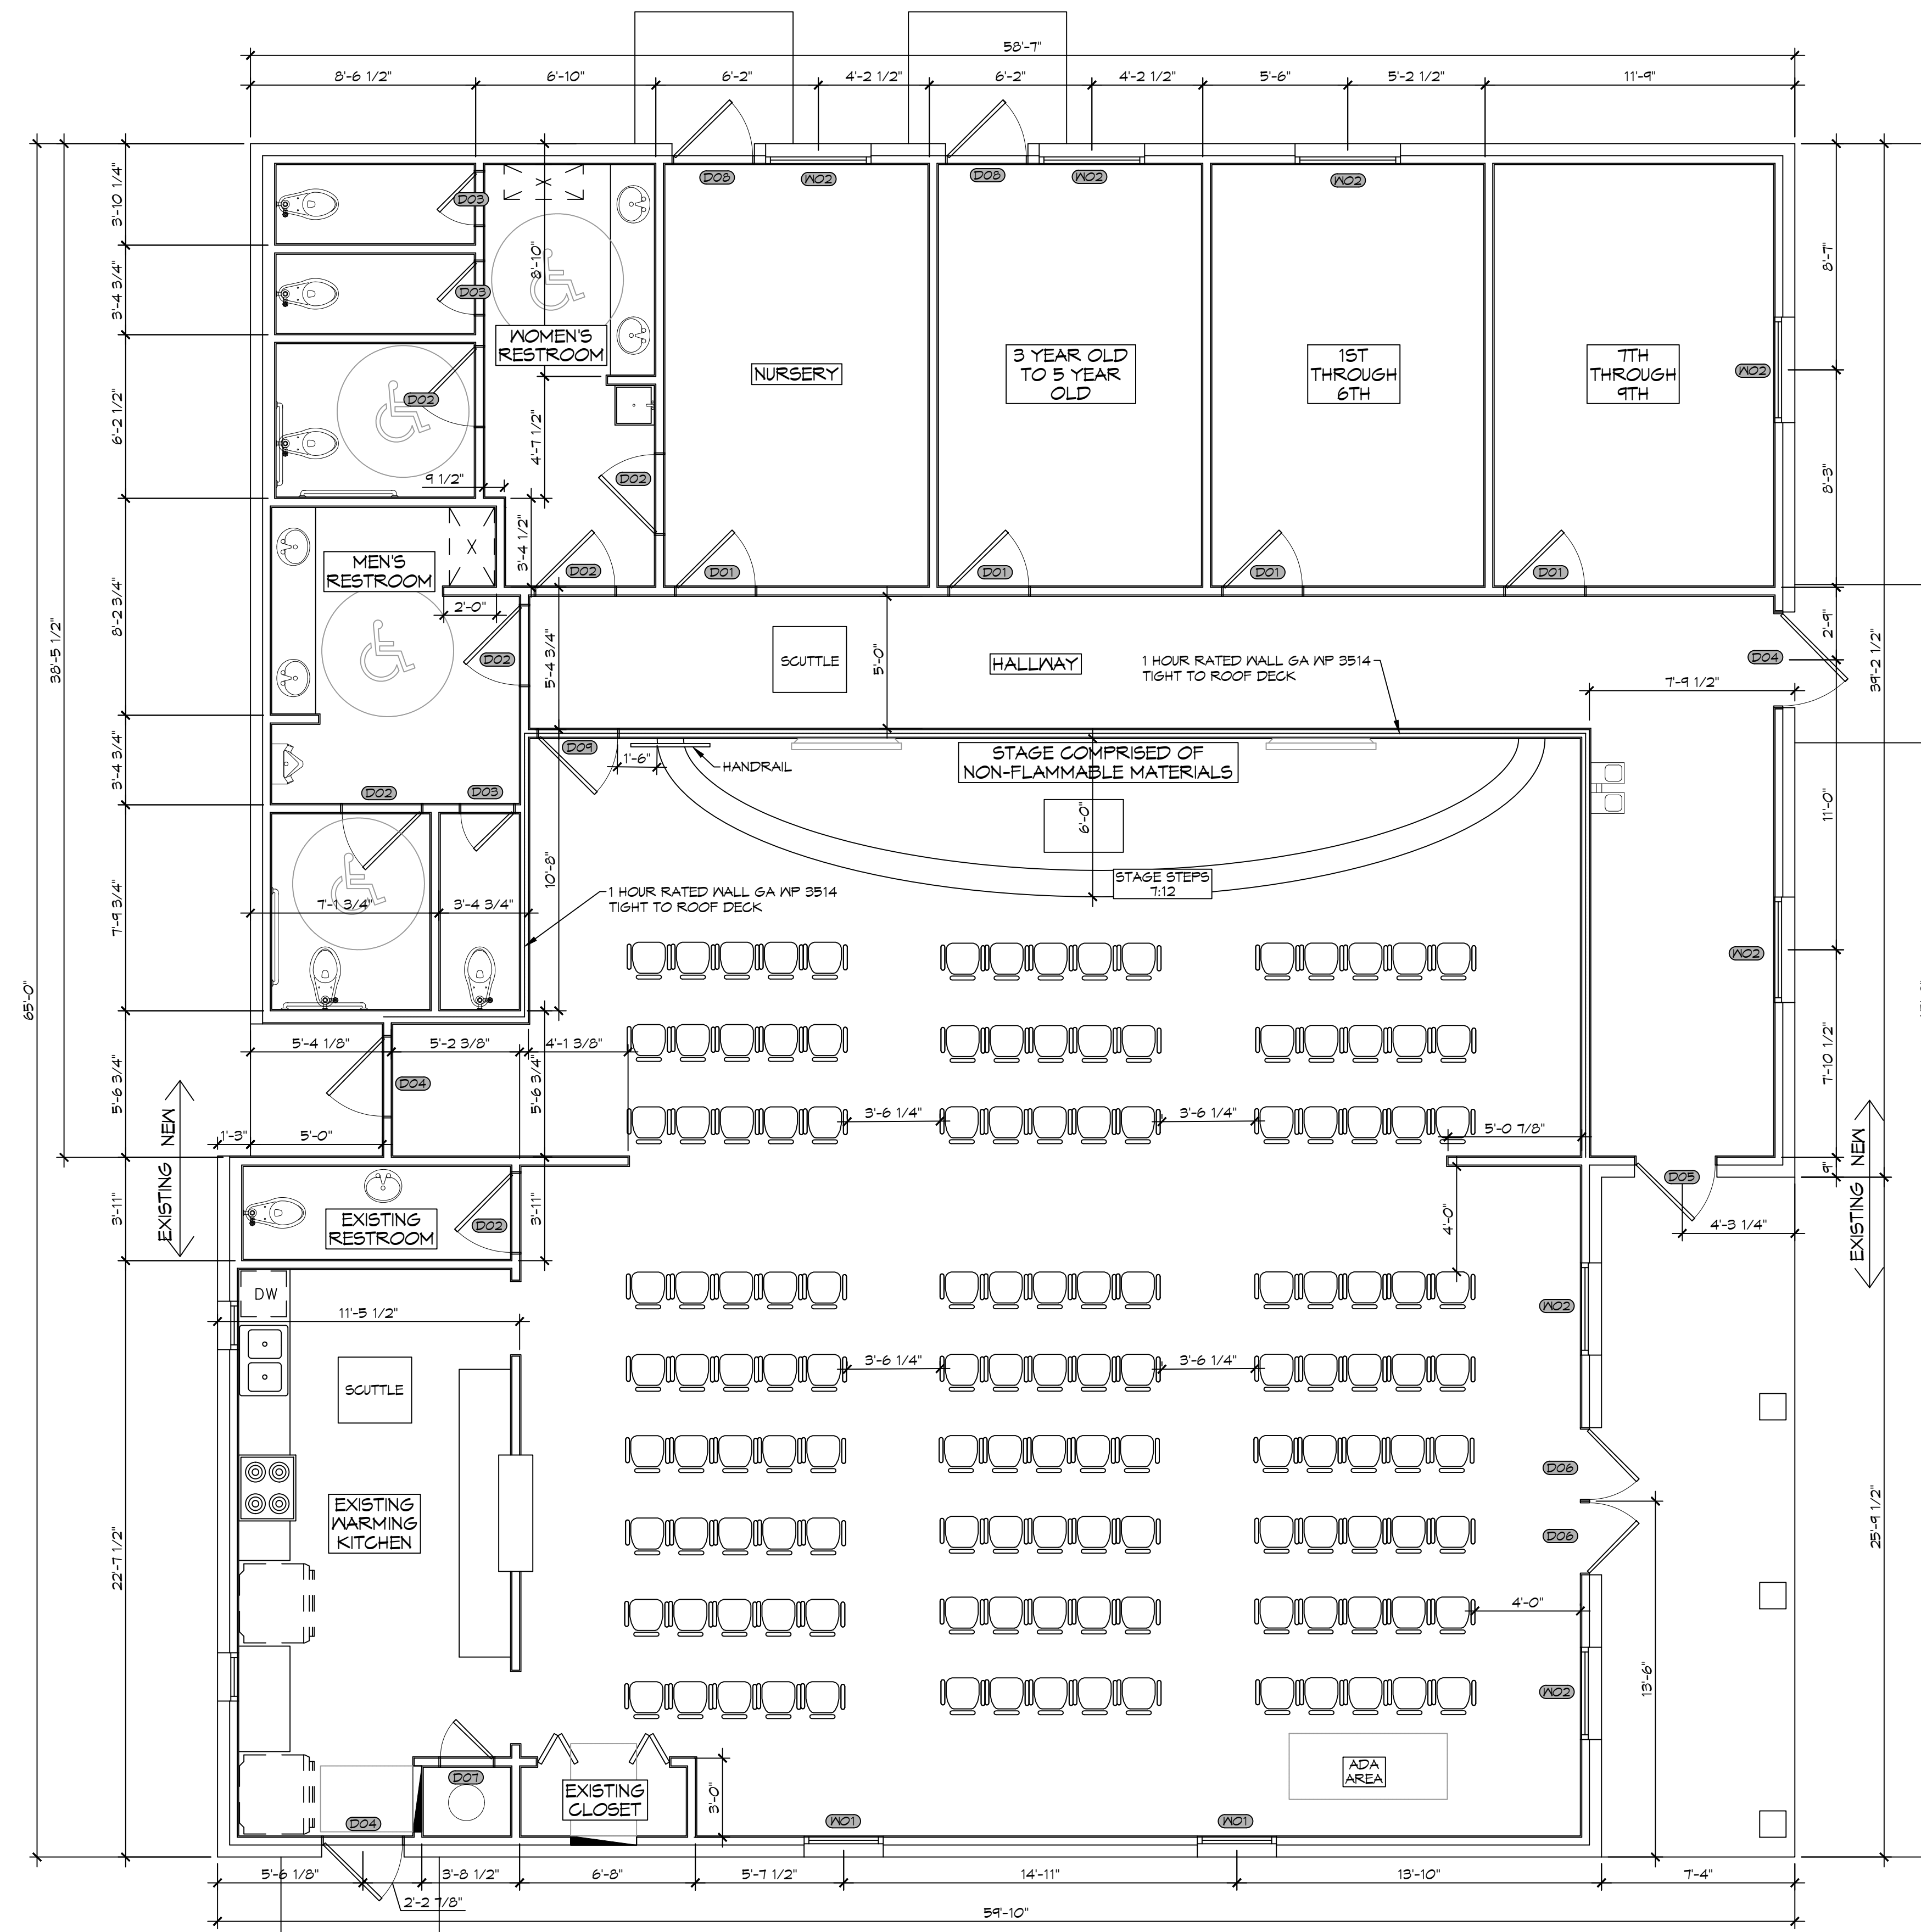 58'-7"
8'-6 1/2"
6'-10"
6'-2"
4'-2 1/2"
6'-2"
4'-2 1/2"
5'-6"
5'-2 1/2"
11'-9"
D08
W02
D08
W02
W02
3'-10 1/4"
D03
3'-4 3/4"
D03
8'-10"
8'-7"
WOMEN'S
RESTROOM
NURSERY
3 YEAR OLD
TO 5 YEAR
OLD
1ST
THROUGH
6TH
7TH
THROUGH
9TH
W02
6'-2 1/2"
D02
4'-7 1/2"
9 1/2"
D02
8'-3"
3'-4 1/2"
MEN'S
RESTROOM
D02
D01
D01
D01
D01
2'-0"
8'-2 3/4"
38'-5 1/2"
D02
5'-4 3/4"
SCUTTLE
5'-0"
HALLWAY
1 HOUR RATED WALL GA WP 3514
TIGHT TO ROOF DECK
D04
2'-9"
39'-2 1/2"
7'-9 1/2"
3'-4 3/4"
D09
1'-6"
HANDRAIL
STAGE COMPRISED OF
NON-FLAMMABLE MATERIALS
D02
D03
6'-0"
11'-0"
STAGE STEPS
7:12
10'-8"
1 HOUR RATED WALL GA WP 3514
TIGHT TO ROOF DECK
7'-1 3/4"
3'-4 3/4"
7'-9 3/4"
W02
65'-0"
5'-4 1/8"
5'-2 3/8"
4'-1 3/8"
5'-6 3/4"
D04
5'-6 3/4"
7'-10 1/2"
3'-6 1/4"
3'-6 1/4"
5'-0 7/8"
1'-3"
5'-0"
EXISTING NEW
EXISTING NEW
9"
D05
3'-11"
EXISTING
RESTROOM
D02
3'-11"
4'-0"
4'-3 1/4"
DW
11'-5 1/2"
W02
SCUTTLE
3'-6 1/4"
3'-6 1/4"
D06
EXISTING
WARMING
KITCHEN
D06
22'-7 1/2"
25'-9 1/2"
4'-0"
13'-6"
W02
D07
EXISTING
CLOSET
3'-0"
ADA
AREA
D04
W01
W01
5'-6 1/8"
3'-8 1/2"
6'-8"
5'-7 1/2"
14'-11"
13'-10"
7'-4"
2'-2 7/8"
59'-10"